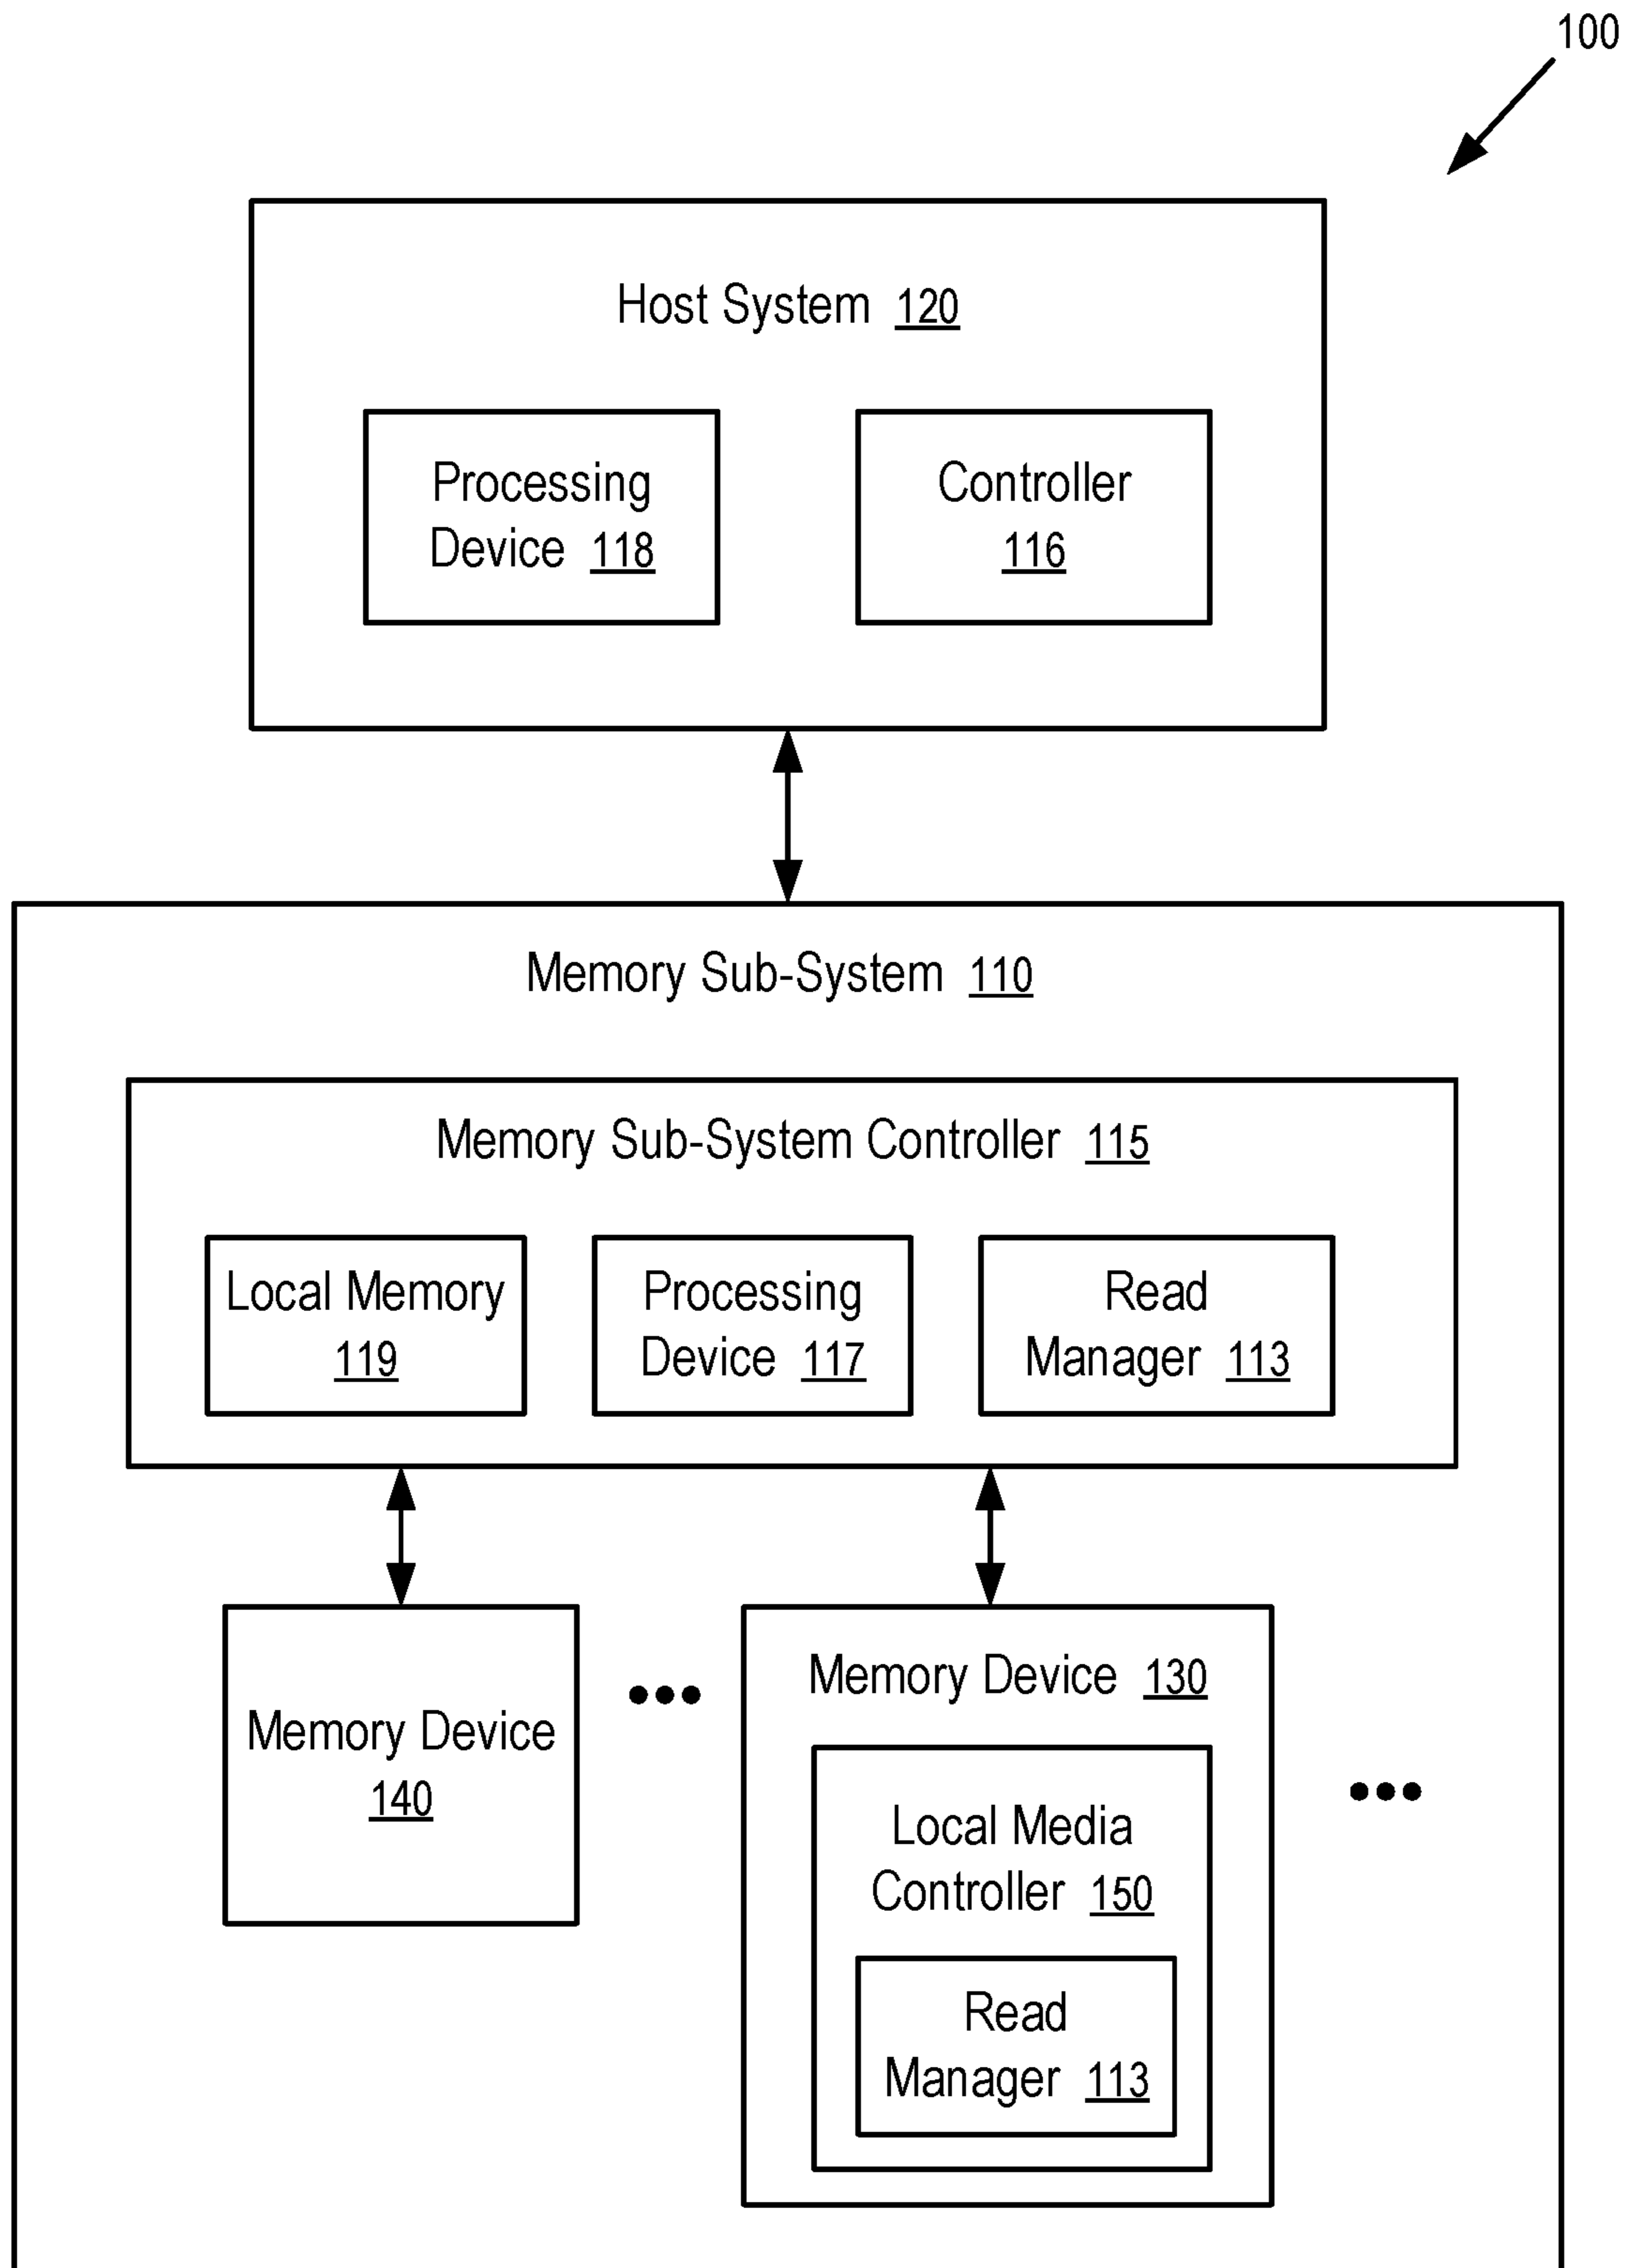 100
Host System 120
Processing
Device 118
Controller
116
Memory Sub-System 110
Memory Sub-System Controller 115
Local Memory
119
Processing
Device 117
Read
Manager 113
Memory Device
140
Memory Device 130
Local Media
Controller 150
Read
Manager 113